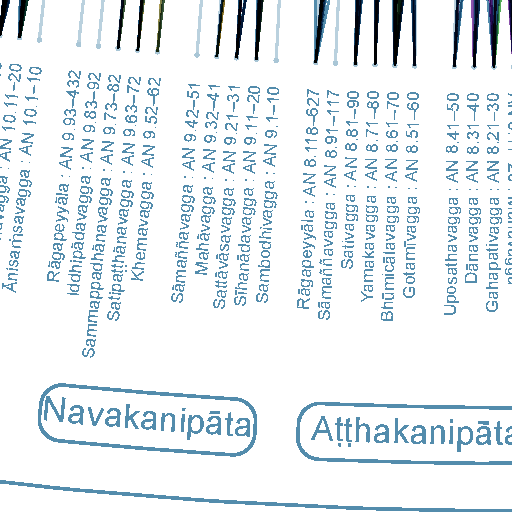 AN 10.11–20
Ānisaṁsavagga : AN 10.1–10
Rāgapeyyāla : AN 9.93–432
Iddhipādavagga : AN 9.83–92
Sammappadhānavagga : AN 9.73–82
Satipaṭṭhānavagga : AN 9.63–72
Khemavagga : AN 9.52–62
Sāmaññavagga : AN 9.42–51
Mahāvagga : AN 9.32–41
Sattāvāsavagga : AN 9.21–31
Sīhanādavagga : AN 9.11–20
Sambodhivagga : AN 9.1–10
Rāgapeyyāla : AN 8.118–627
Sāmaññavagga : AN 8.91–117
Sativagga : AN 8.81–90
Yamakavagga : AN 8.71–80
Bhūmicālavagga : AN 8.61–70
Gotamīvagga : AN 8.51–60
Uposathavagga : AN 8.41–50
Dānavagga : AN 8.31–40
Gahapativagga : AN 8.21–30
Navakanipāta
Aṭṭhakanipāta